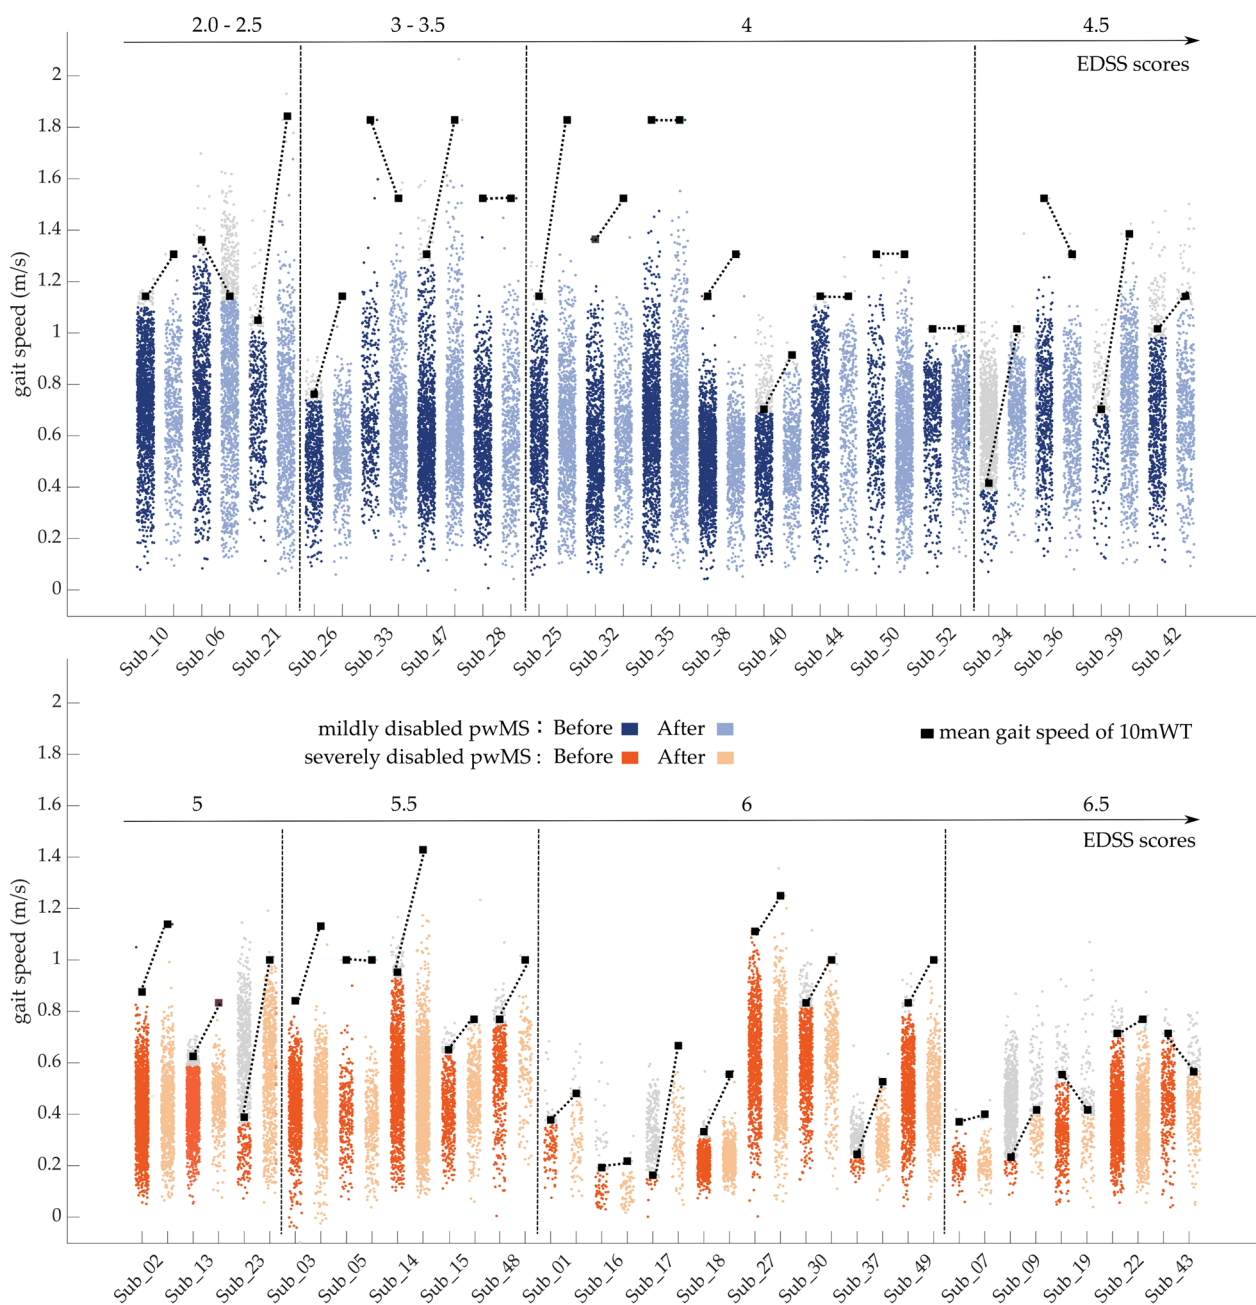 2.0 - 2.5 3 - 3.5 4 4.5
EDSS scores
gait speed (m/s)
2
1.8
1.6
1.4
1.2
1
0.8
0.6
0.4
0.2
0
Sub_10 Sub_06 Sub_21 Sub_26 Sub_33 Sub_47 Sub_28 Sub_25 Sub_32 Sub_35 Sub_38 Sub_40 Sub_44 Sub_50 Sub_52 Sub_34 Sub_36 Sub_39 Sub_42
mildly disabled pwMS : Before After
severely disabled pwMS : Before After
mean gait speed of 10mWT
5 5.5 6 6.5
EDSS scores
gait speed (m/s)
2
1.8
1.6
1.4
1.2
1
0.8
0.6
0.4
0.2
0
Sub_02 Sub_13 Sub_23 Sub_03 Sub_05 Sub_14 Sub_15 Sub_48 Sub_01 Sub_16 Sub_17 Sub_18 Sub_27 Sub_30 Sub_37 Sub_49 Sub_07 Sub_09 Sub_19 Sub_22 Sub_43